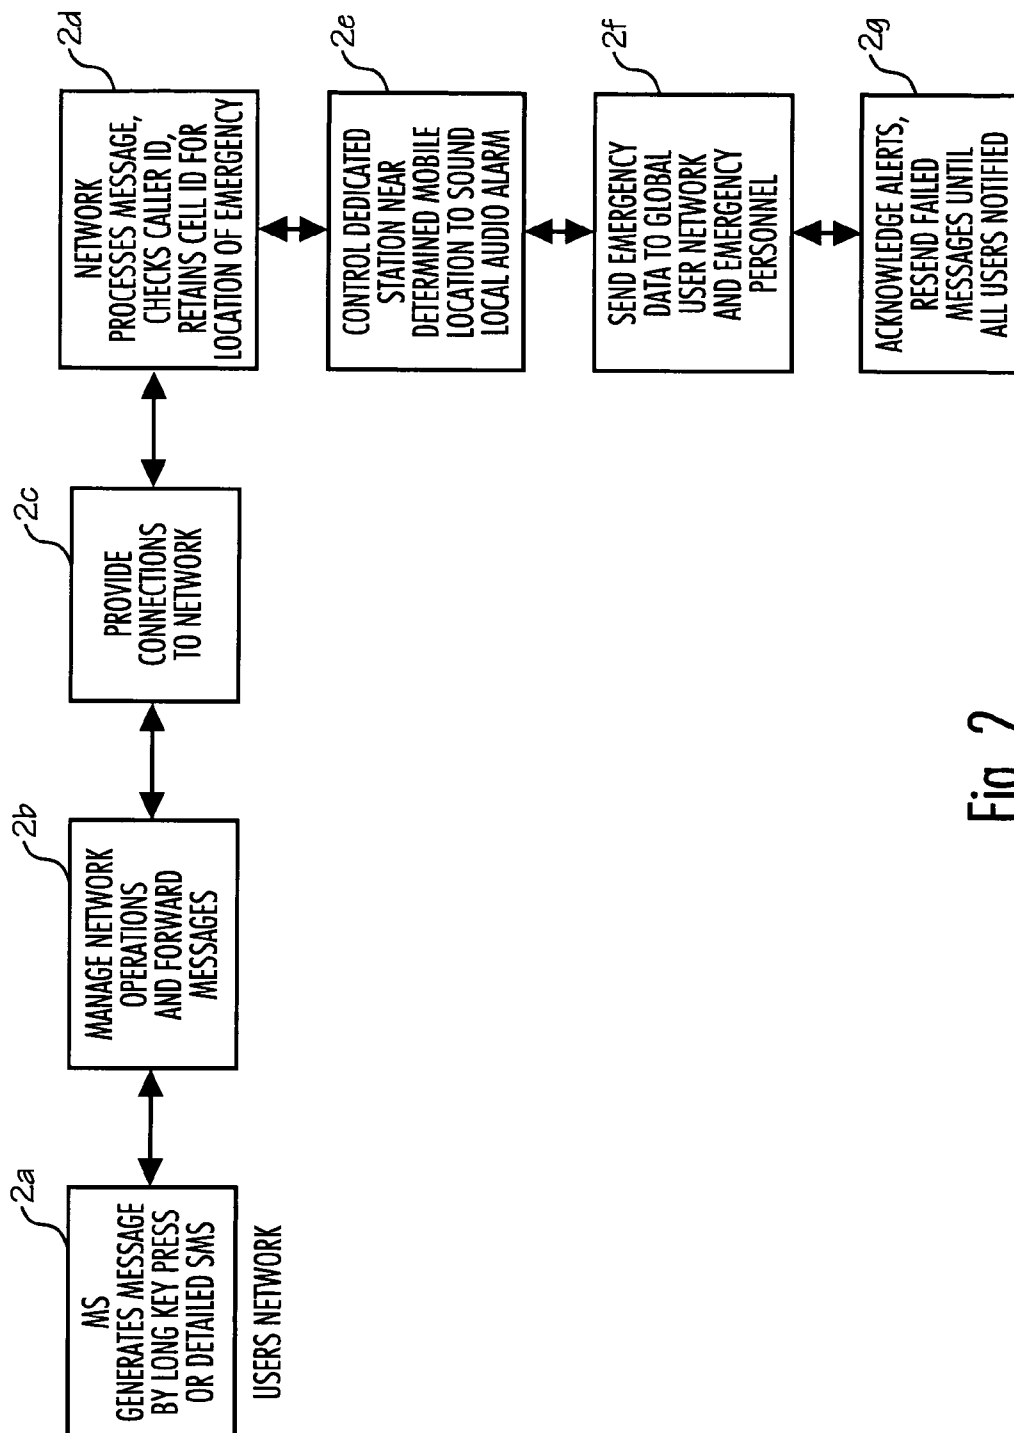 2a
MS
GENERATES MESSAGE
BY LONG KEY PRESS
OR DETAILED SMS
USERS NETWORK
2b
MANAGE NETWORK
OPERATIONS
AND FORWARD
MESSAGES
2c
PROVIDE
CONNECTIONS
TO NETWORK
2d
NETWORK
PROCESSES MESSAGE,
CHECKS CALLER ID,
RETAINS CELL ID FOR
LOCATION OF EMERGENCY
2e
CONTROL DEDICATED
STATION NEAR
DETERMINED MOBILE
LOCATION TO SOUND
LOCAL AUDIO ALARM
2f
SEND EMERGENCY
DATA TO GLOBAL
USER NETWORK
AND EMERGENCY
PERSONNEL
2g
ACKNOWLEDGE ALERTS,
RESEND FAILED
MESSAGES UNTIL
ALL USERS NOTIFIED
Fig. 2